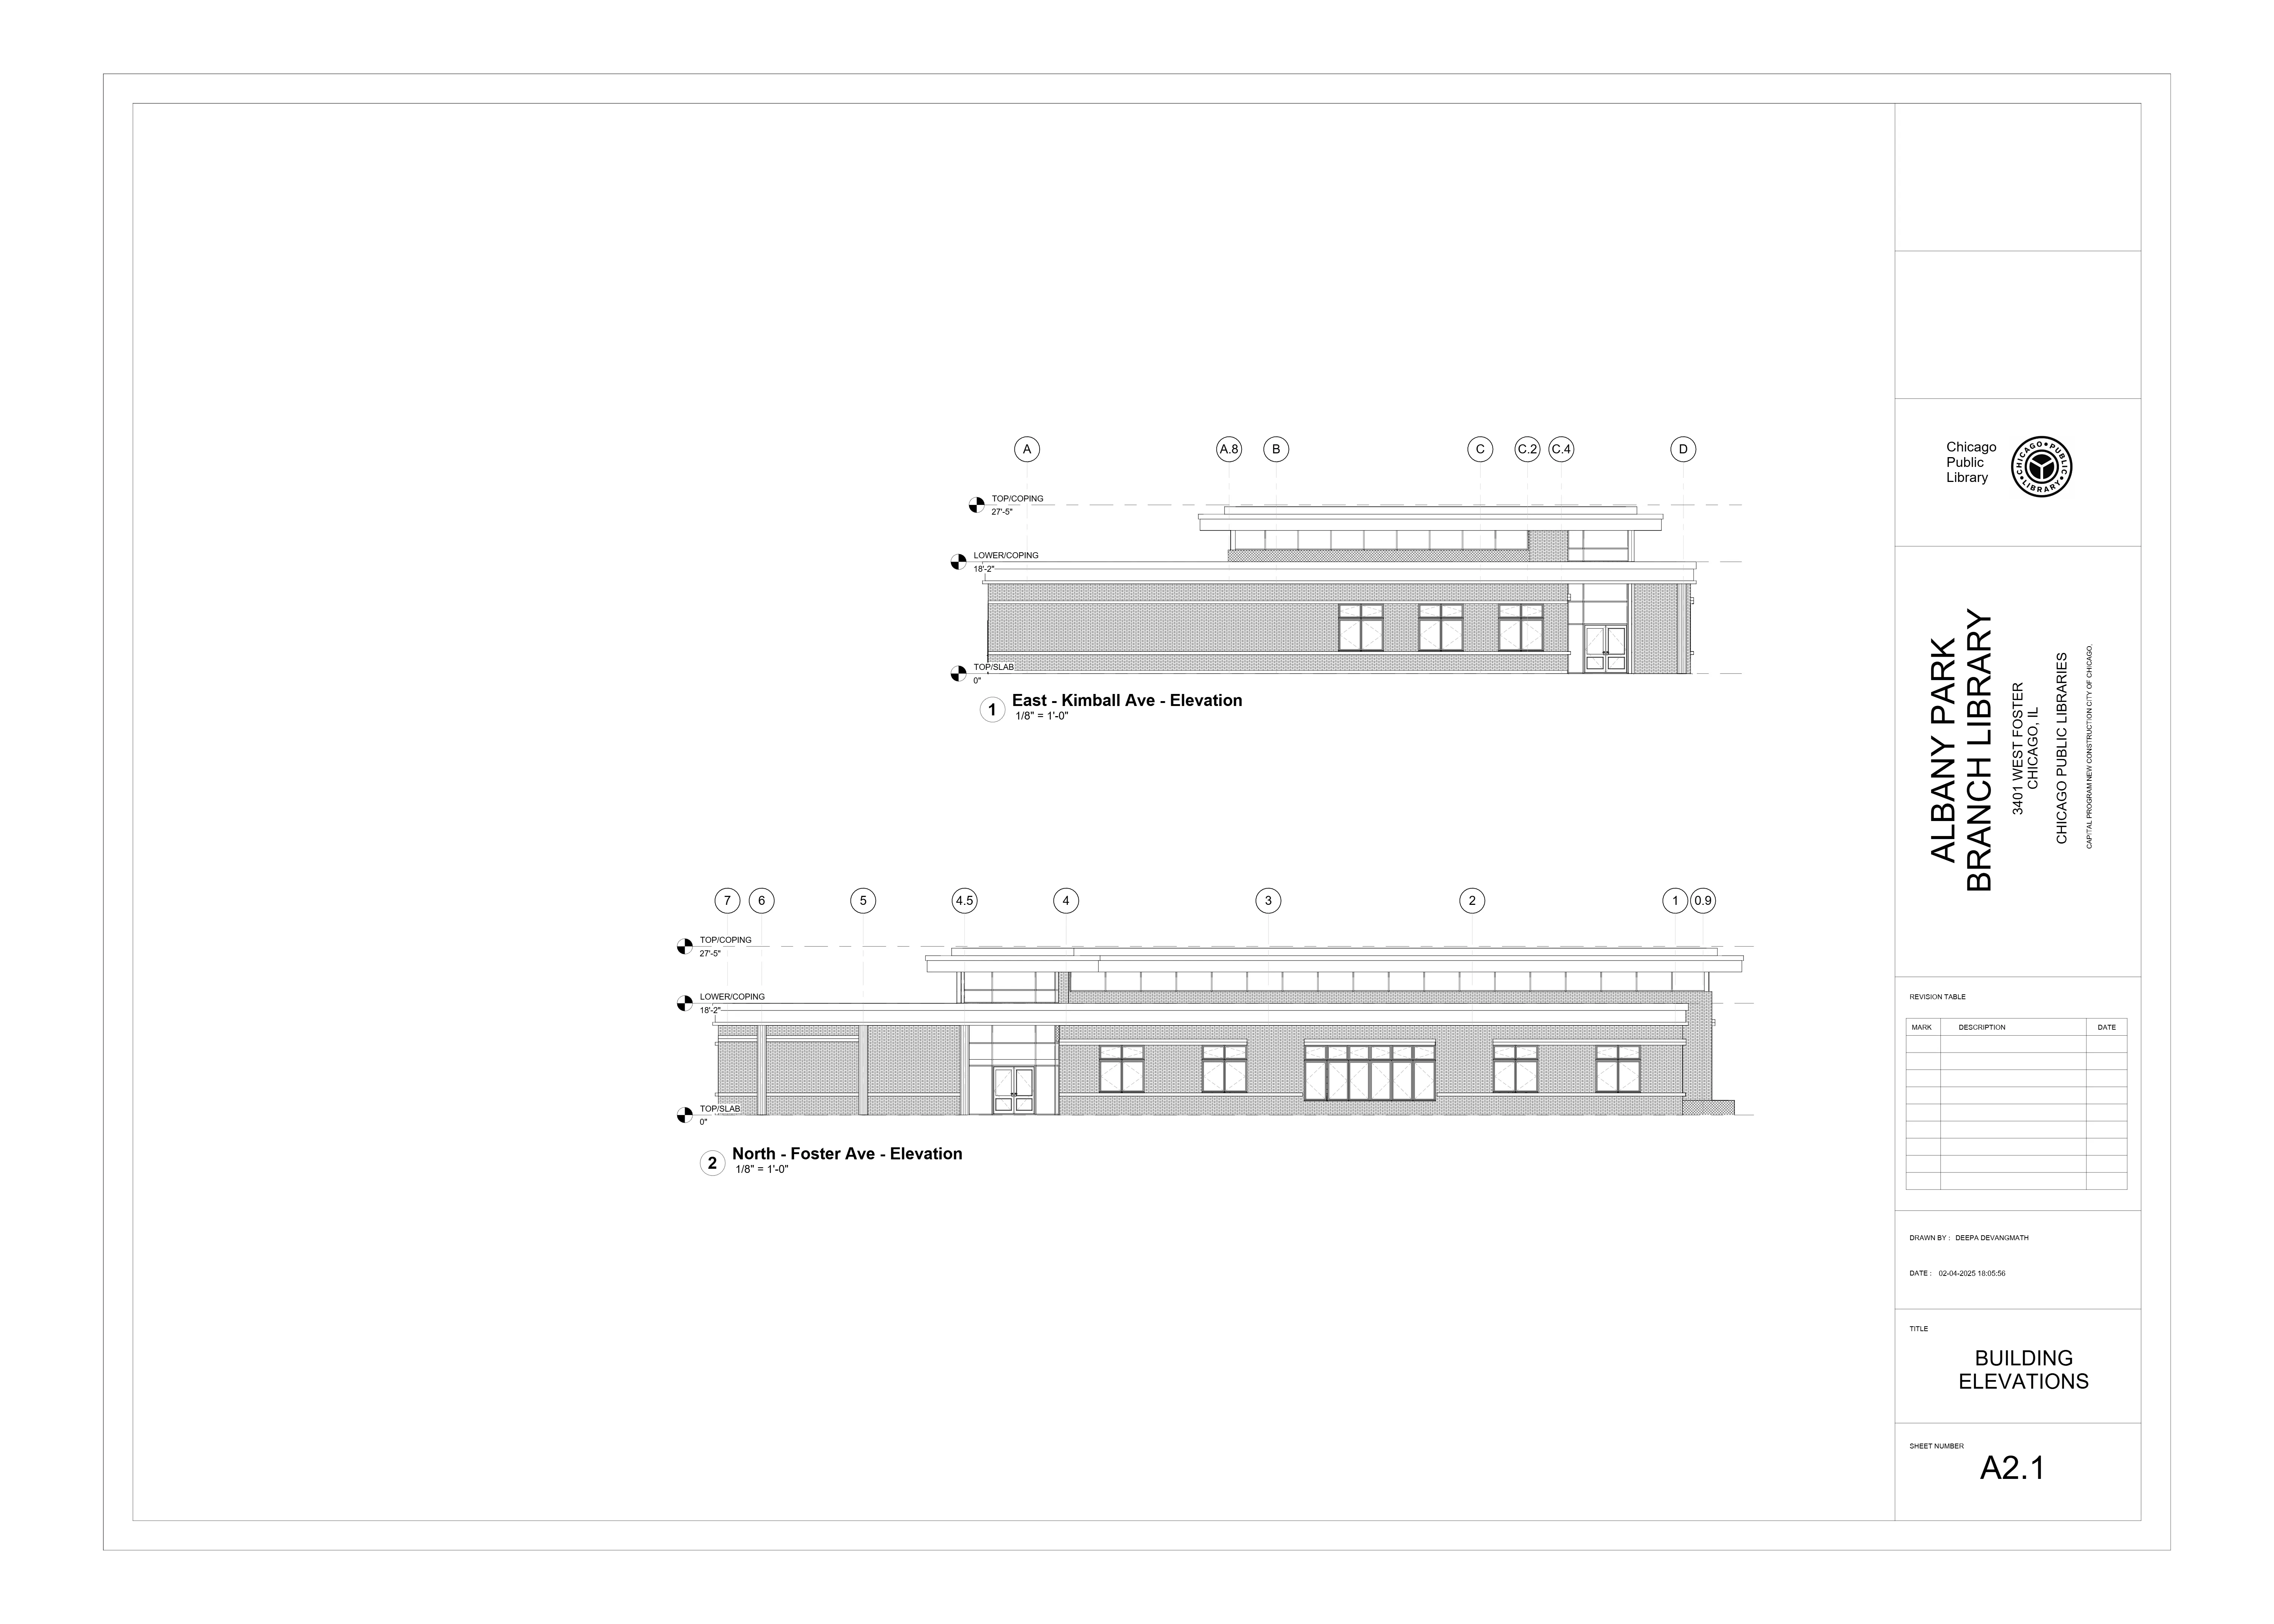 A
A.8
B
C
C.2
C.4
D
TOP/COPING
27'-5"
LOWER/COPING
18'-2"
TOP/SLAB
0"
1
East - Kimball Ave - Elevation
1/8" = 1'-0"
7
6
5
4.5
4
3
2
1
0.9
TOP/COPING
27'-5"
LOWER/COPING
18'-2"
TOP/SLAB
0"
2
North - Foster Ave - Elevation
1/8" = 1'-0"
Chicago
Public
Library
CHICAGO • PUBLIC • LIBRARY •
ALBANY PARK
BRANCH LIBRARY
3401 WEST FOSTER
CHICAGO, IL
CHICAGO PUBLIC LIBRARIES
CAPITAL PROGRAM NEW CONSTRUCTION CITY OF CHICAGO.
REVISION TABLE
MARK DESCRIPTION DATE
DRAWN BY : DEEPA DEVANGMATH
DATE : 02-04-2025 18:05:56
TITLE
BUILDING
ELEVATIONS
SHEET NUMBER
A2.1